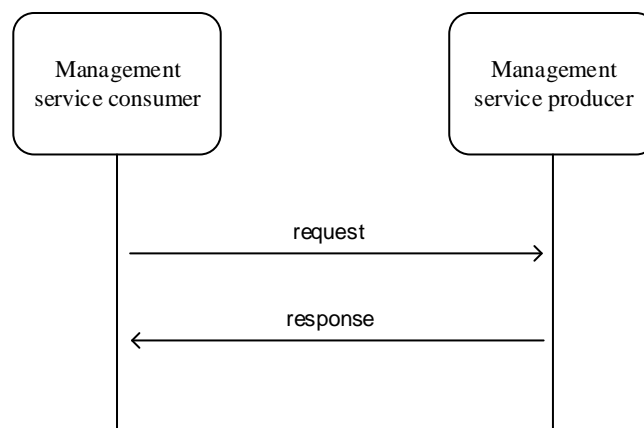 Management
service consumer
Management
service producer
request
response